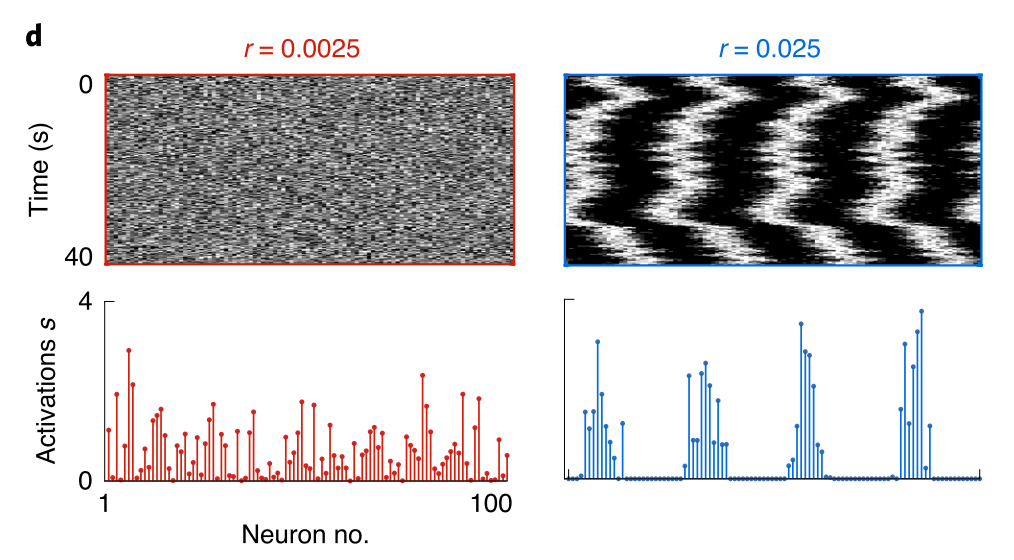 d
r = 0.0025
r = 0.025
0
Time (s)
40
4
Activations s
0
1
100
Neuron no.